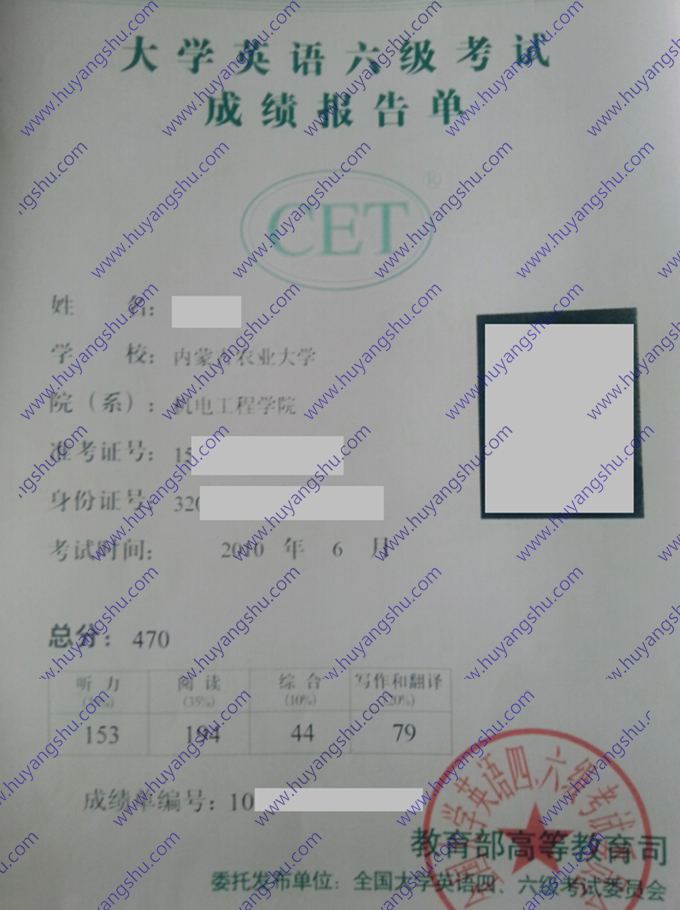 大学英语六级考试
成绩报告单
CET®
姓 名：
学 校：内蒙古农业大学
院（系）：机电工程学院
准考证号：15
身份证号：320
考试时间： 2010 年 6 月
总分：470
听 力 阅 读 综 合 写作和翻译
(35%) (10%) (20%)
153 194 44 79
成绩单编号：10
教育部高等教育司
委托发布单位：全国大学英语四、六级考试委员会
www.huyangshu.com